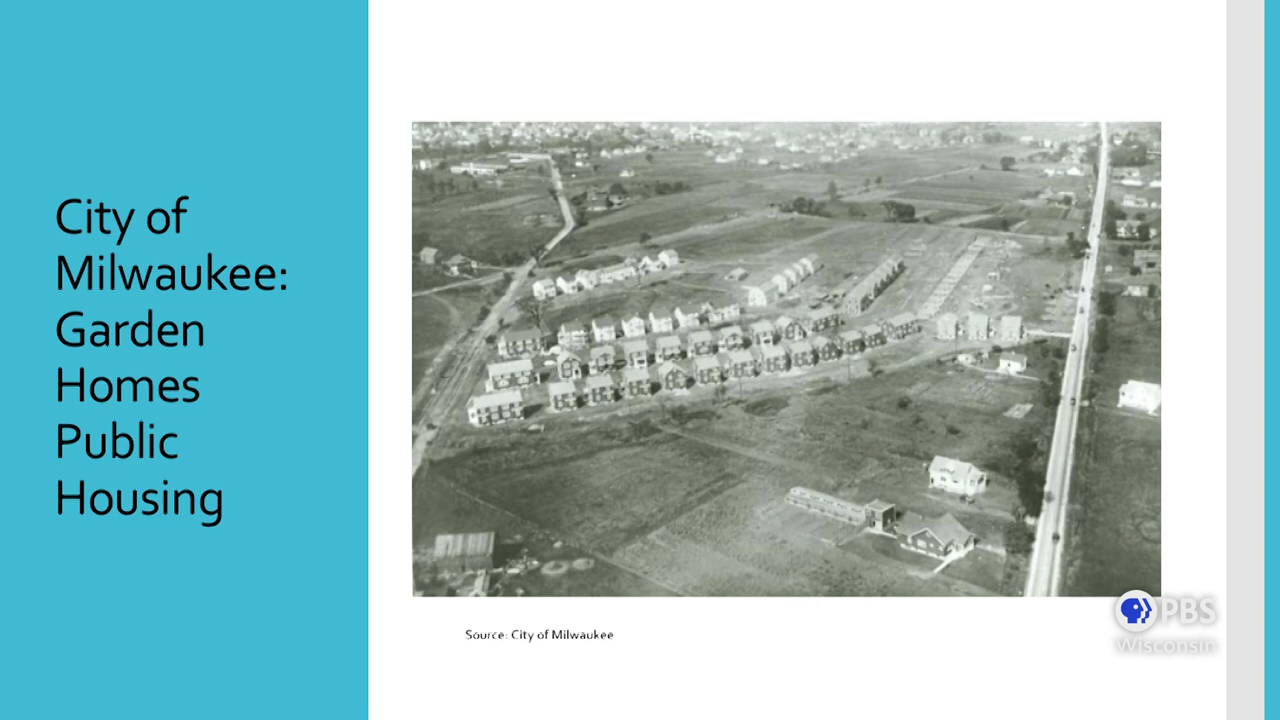 City of
Milwaukee:
Garden
Homes
Public
Housing
Source: City of Milwaukee
PBS
Wisconsin